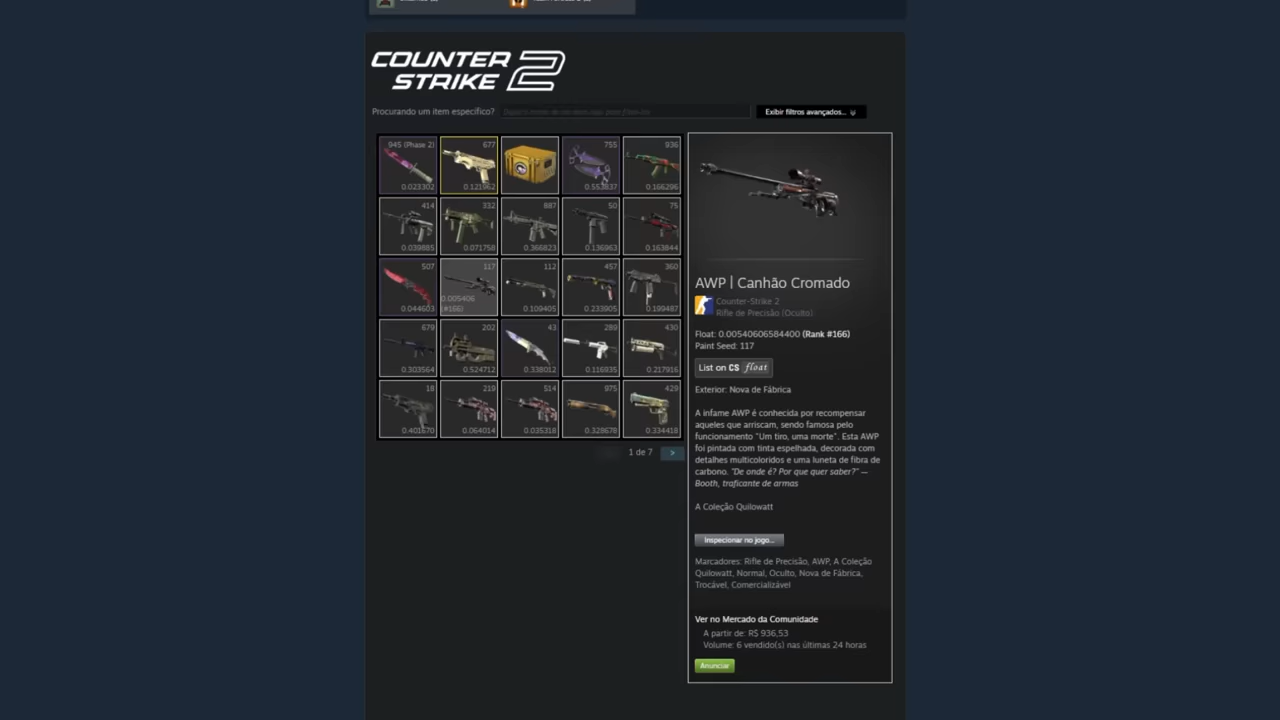 COUNTER
STRIKE 2
Procurando um item específico?
Exibir filtros avançados...
945 (Phase 2) 677 755 936
0.023302 0.121962 0.553837 0.166296
414 332 887 50 75
0.039885 0.071758 0.366823 0.136963 0.163844
507 117 112 457 360
0.044603 0.005406 (#166) 0.109405 0.233905 0.199487
679 202 43 289 430
0.303564 0.524712 0.338012 0.116935 0.217916
18 219 514 975 429
0.401670 0.064014 0.035318 0.328678 0.334418
1 de 7 >
AWP | Canhão Cromado
Counter-Strike 2
Rifle de Precisão (Oculto)
Float: 0.00540606584400 (Rank #166)
Paint Seed: 117
List on CS float
Exterior: Nova de Fábrica
A infame AWP é conhecida por recompensar
aqueles que arriscam, sendo famosa pelo
funcionamento "Um tiro, uma morte". Esta AWP
foi pintada com tinta espelhada, decorada com
detalhes multicoloridos e uma luneta de fibra de
carbono. "De onde é? Por que quer saber?" —
Booth, traficante de armas
A Coleção Quilowatt
Inspecionar no jogo...
Marcadores: Rifle de Precisão, AWP, A Coleção
Quilowatt, Normal, Oculto, Nova de Fábrica,
Trocável, Comercializável
Ver no Mercado da Comunidade
A partir de: R$ 936,53
Volume: 6 vendido(s) nas últimas 24 horas
Anunciar